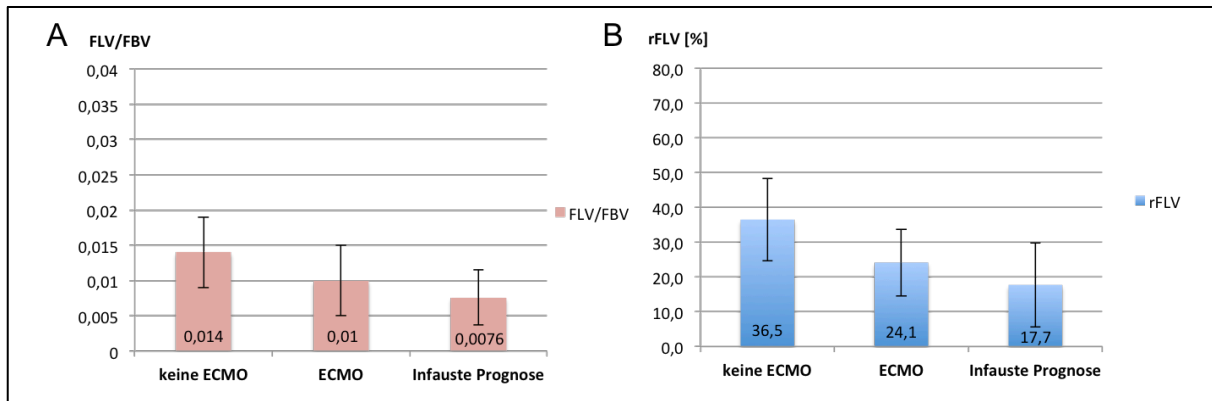 A
FLV/FBV
0,04
0,035
0,03
0,025
0,02
0,015
0,01
0,005
0
0,014
0,01
0,0076
keine ECMO
ECMO
Infauste Prognose
FLV/FBV
B
rFLV [%]
80,0
70,0
60,0
50,0
40,0
30,0
20,0
10,0
0,0
36,5
24,1
17,7
keine ECMO
ECMO
Infauste Prognose
rFLV